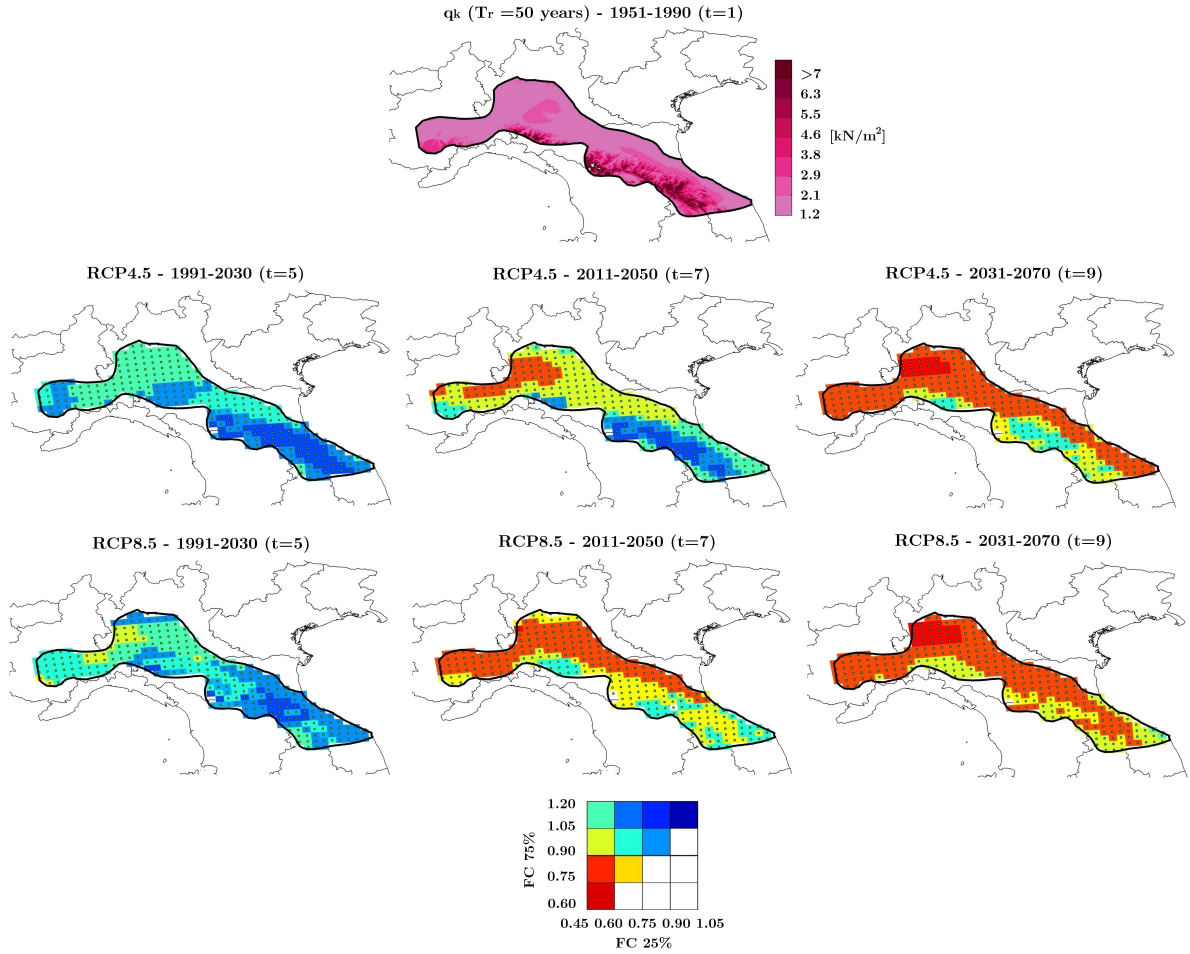 qk (Tr =50 years) - 1951-1990 (t=1)
>7
6.3
5.5
4.6
3.8
2.9
2.1
1.2
[kN/m²]
RCP4.5 - 1991-2030 (t=5)
RCP4.5 - 2011-2050 (t=7)
RCP4.5 - 2031-2070 (t=9)
RCP8.5 - 1991-2030 (t=5)
RCP8.5 - 2011-2050 (t=7)
RCP8.5 - 2031-2070 (t=9)
FC 75%
1.20
1.05
0.90
0.75
0.60
0.45 0.60 0.75 0.90 1.05
FC 25%